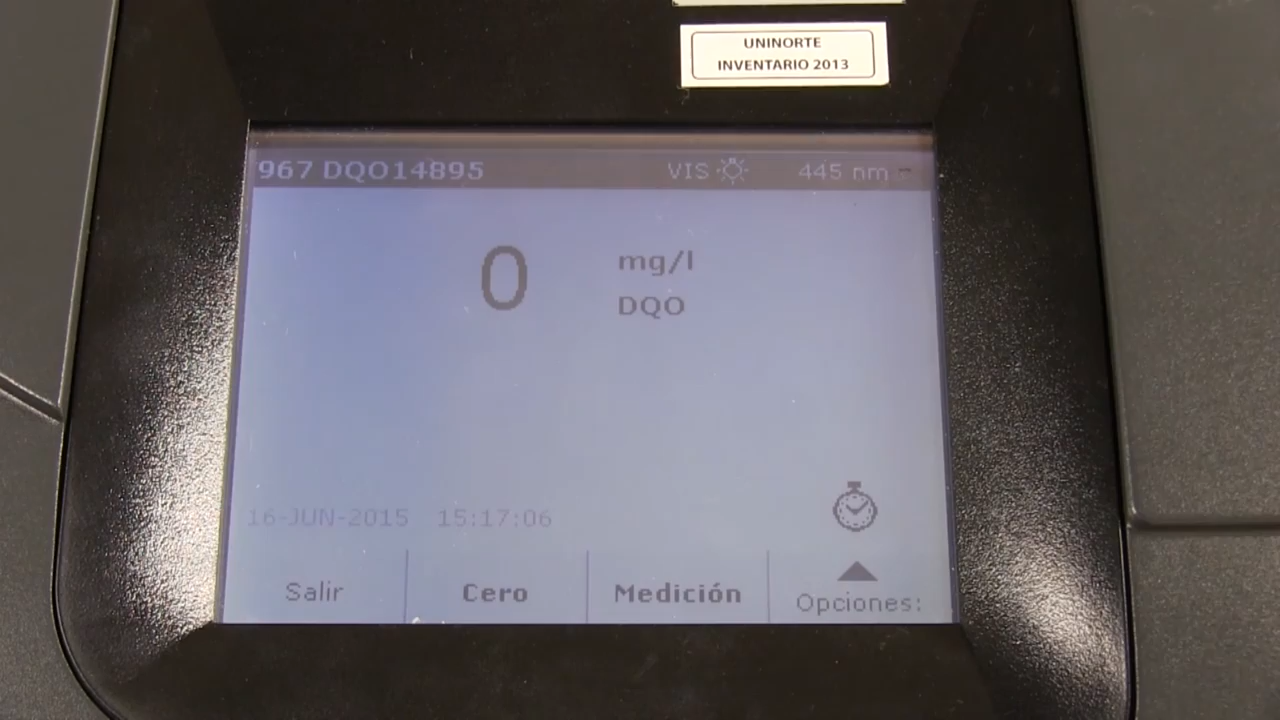 UNINORTE
INVENTARIO 2013
967 DQO14895 VIS 445 nm
0 mg/l
DQO
16-JUN-2015 15:17:06
Salir Cero Medición Opciones: